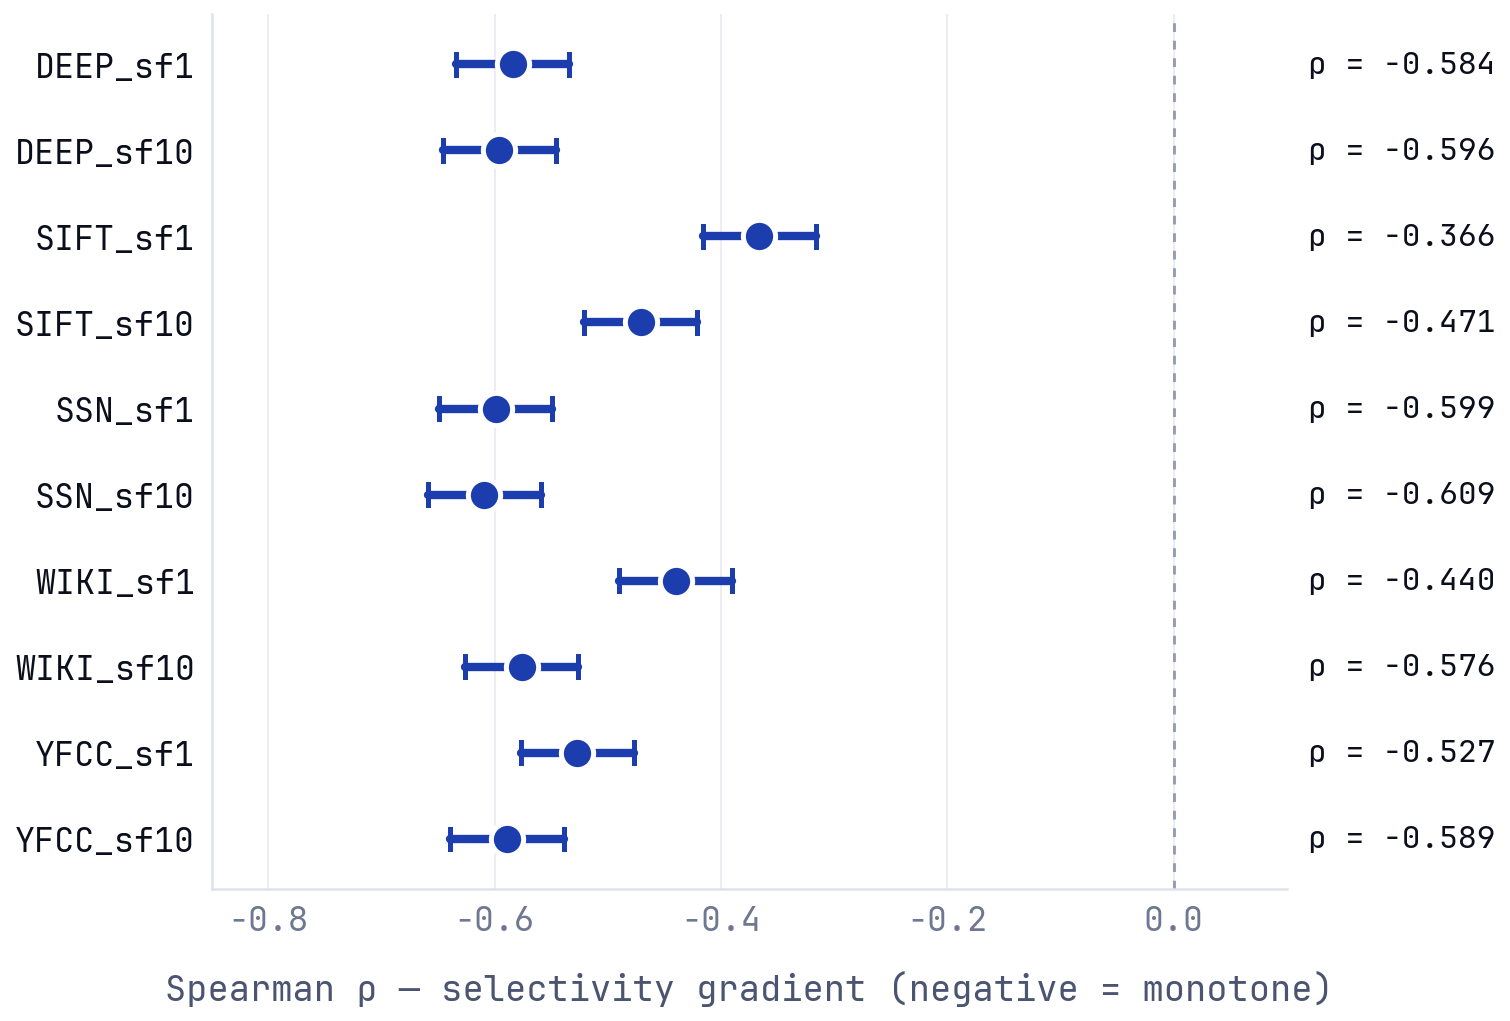 DEEP_sf1 ρ = -0.584
DEEP_sf10 ρ = -0.596
SIFT_sf1 ρ = -0.366
SIFT_sf10 ρ = -0.471
SSN_sf1 ρ = -0.599
SSN_sf10 ρ = -0.609
WIKI_sf1 ρ = -0.440
WIKI_sf10 ρ = -0.576
YFCC_sf1 ρ = -0.527
YFCC_sf10 ρ = -0.589
-0.8 -0.6 -0.4 -0.2 0.0
Spearman ρ — selectivity gradient (negative = monotone)